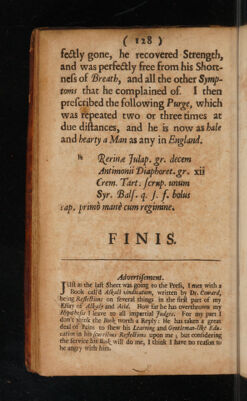 ( 128 )
fectly gone, he recovered Strength,
and was perfectly free from his Short-
ness of Breath, and all the other Symp-
toms that he complained of. I then
prescribed the following Purge, which
was repeated two or three times at
due distances, and he is now as hale
and hearty a Man as any in England.
℞ Resinæ Julap. gr. decem
Antimonii Diaphoret. gr. xii
Crem. Tart. scrup. unum
Syr. Bals. q. s. f. bolus
cap. primò manè cum regimine.
FINIS.
Advertisement.
JUst as the last Sheet was going to the Press, I met with a
Book call'd Alkali vindicatum, written by Dr. Coward,
being Reflections on several things in the first part of my
Essay of Alkaly and Acid. How far he has overthrown my
Hypothesis I leave to all impartial Judges. For my part I
don't think the Book worth a Reply: He has taken a great
deal of Pains to shew his Learning and Gentleman-like Edu-
cation in his scurrilous Reflections upon me; but considering
the service his Book will do me, I think I have no reason to
be angry with him.